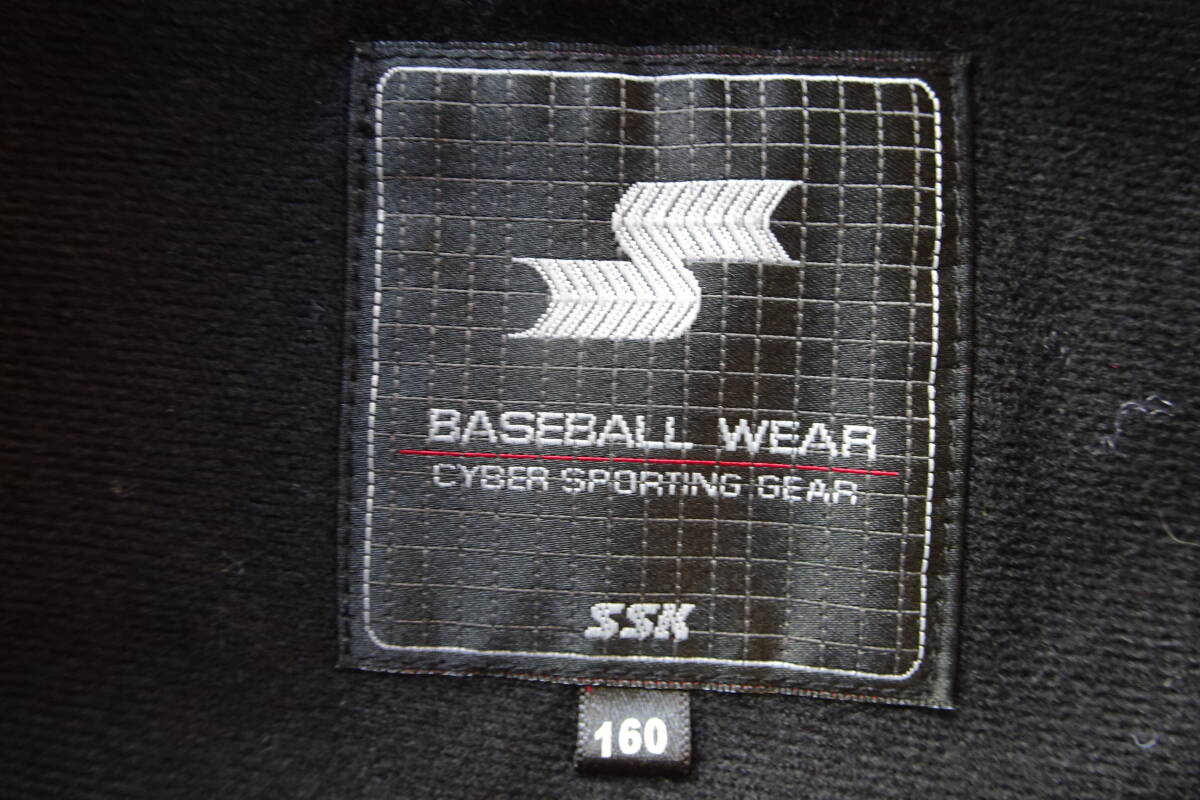 BASEBALL WEAR
CYBER SPORTING GEAR
SSK
160